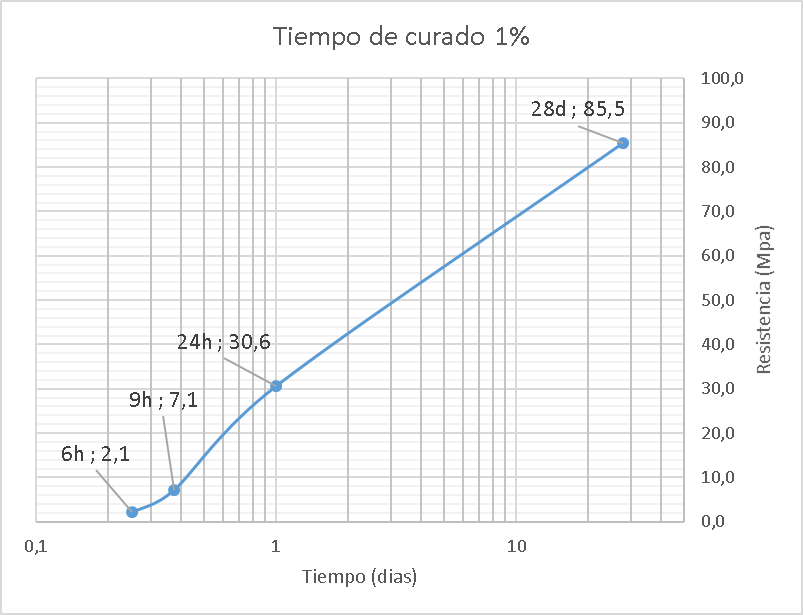 Tiempo de curado 1%
100,0
28d ; 85,5
90,0
80,0
70,0
60,0
50,0
24h ; 30,6
40,0
30,0
9h ; 7,1
20,0
6h ; 2,1
10,0
0,0
Resistencia (Mpa)
0,1
1
10
Tiempo (dias)